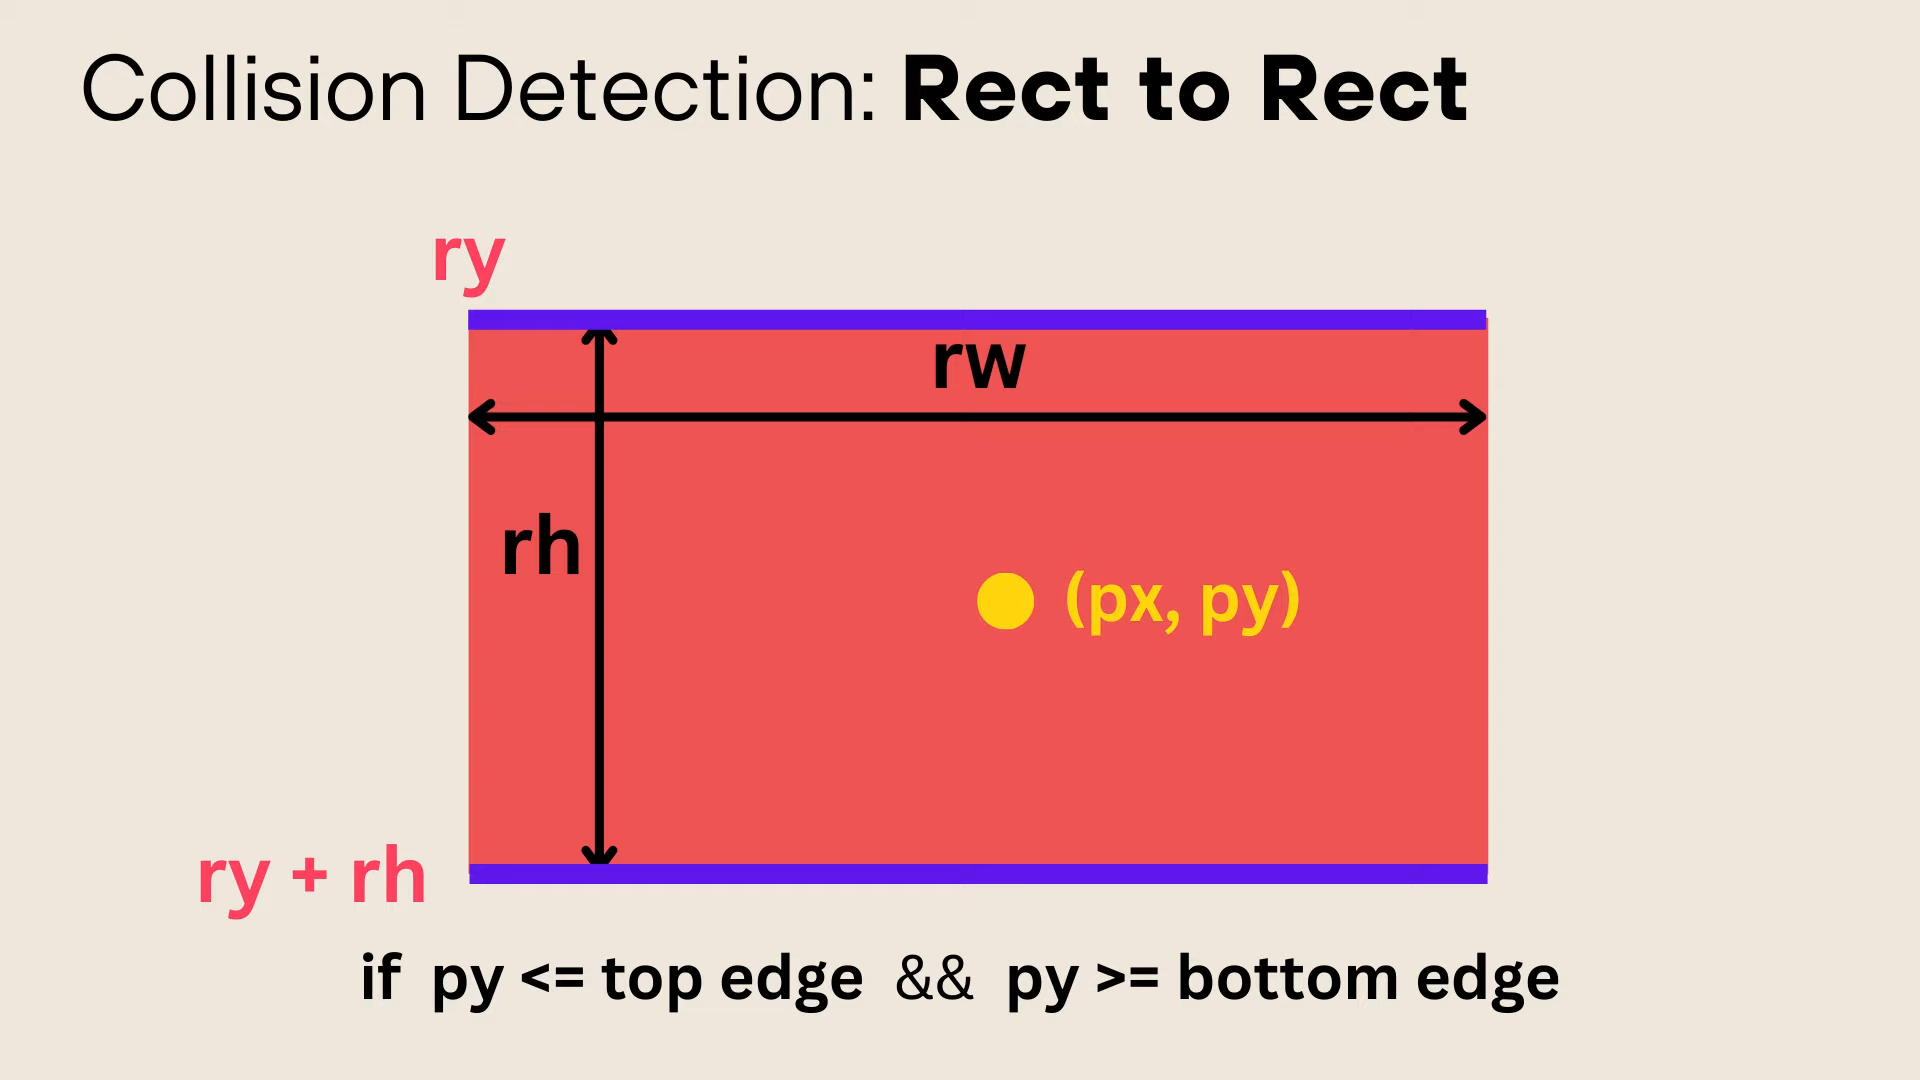 Collision Detection: Rect to Rect
ry
rw
rh
(px, py)
ry + rh
if py <= top edge && py >= bottom edge